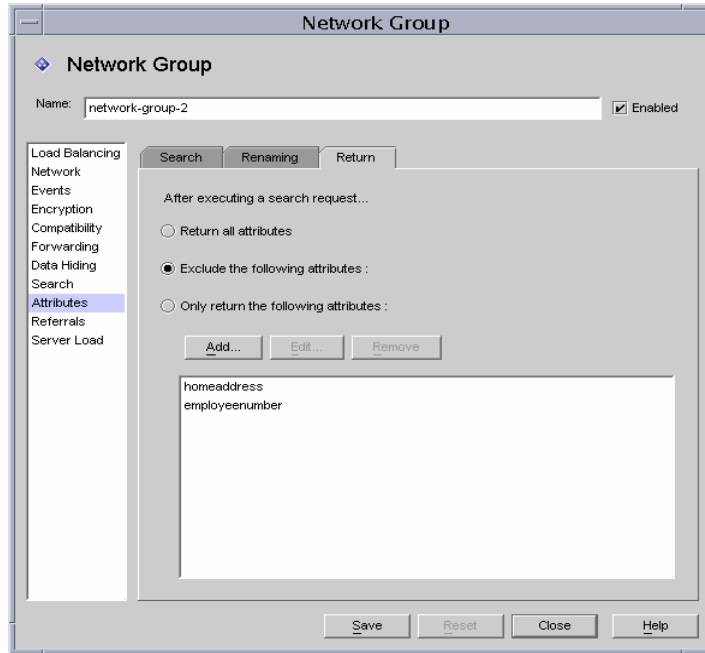 Network Group
Network Group
Name: network-group-2 Enabled
Load Balancing
Network
Events
Encryption
Compatibility
Forwarding
Data Hiding
Search
Attributes
Referrals
Server Load
Search Renaming Return
After executing a search request...
Return all attributes
Exclude the following attributes :
Only return the following attributes :
Add... Edit... Remove
homeaddress
employeenumber
Save Reset Close Help